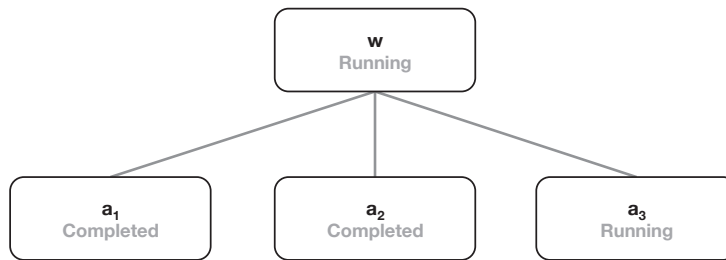 w
Running
a₁
Completed
a₂
Completed
a₃
Running